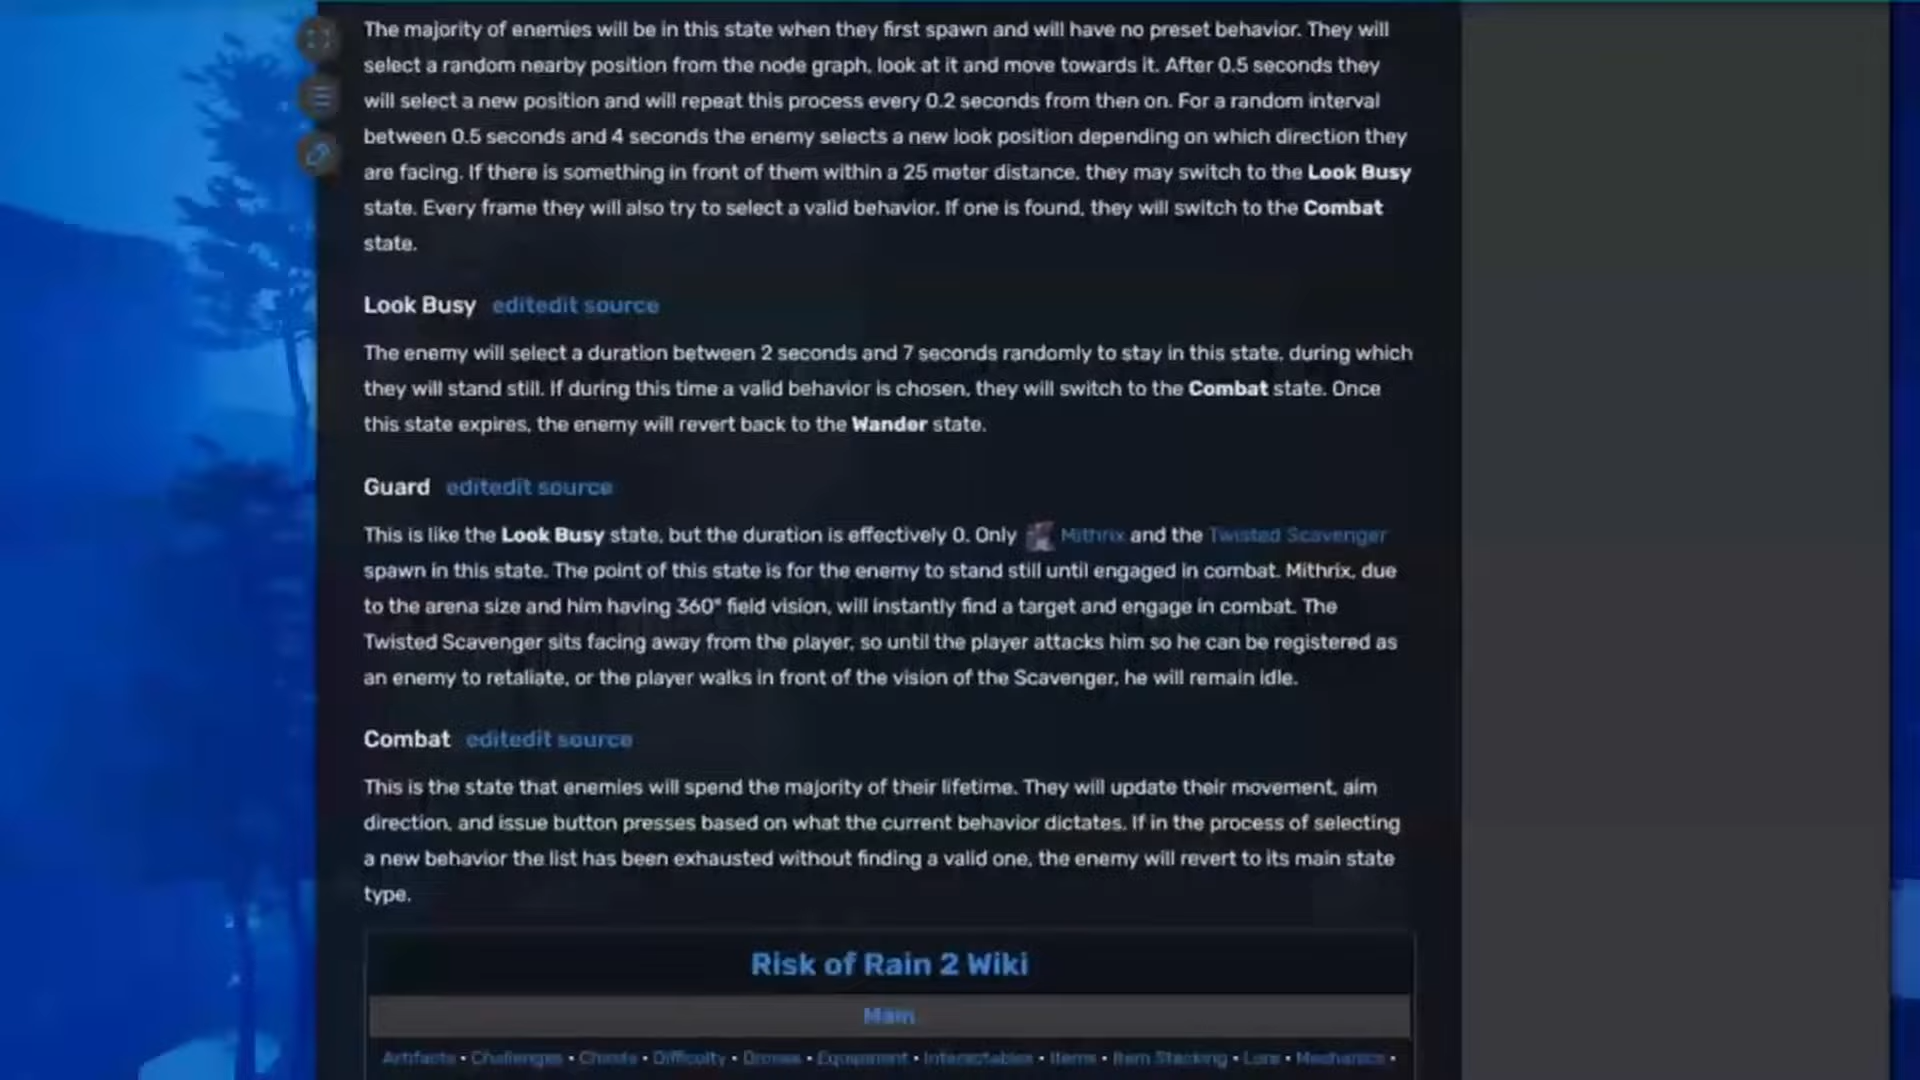 The majority of enemies will be in this state when they first spawn and will have no preset behavior. They will
select a random nearby position from the node graph, look at it and move towards it. After 0.5 seconds they
will select a new position and will repeat this process every 0.2 seconds from then on. For a random interval
between 0.5 seconds and 4 seconds the enemy selects a new look position depending on which direction they
are facing. If there is something in front of them within a 25 meter distance, they may switch to the Look Busy
state. Every frame they will also try to select a valid behavior. If one is found, they will switch to the Combat
state.
Look Busy editedit source
The enemy will select a duration between 2 seconds and 7 seconds randomly to stay in this state, during which
they will stand still. If during this time a valid behavior is chosen, they will switch to the Combat state. Once
this state expires, the enemy will revert back to the Wander state.
Guard editedit source
This is like the Look Busy state, but the duration is effectively 0. Only Mithrix and the Twisted Scavenger
spawn in this state. The point of this state is for the enemy to stand still until engaged in combat. Mithrix, due
to the arena size and him having 360° field vision, will instantly find a target and engage in combat. The
Twisted Scavenger sits facing away from the player, so until the player attacks him so he can be registered as
an enemy to retaliate, or the player walks in front of the vision of the Scavenger, he will remain idle.
Combat editedit source
This is the state that enemies will spend the majority of their lifetime. They will update their movement, aim
direction, and issue button presses based on what the current behavior dictates. If in the process of selecting
a new behavior the list has been exhausted without finding a valid one, the enemy will revert to its main state
type.
Risk of Rain 2 Wiki
Main
Artifacts • Challenges • Chests • Difficulty • Drones • Equipment • Interactables • Items • Item Stacking • Lore • Mechanics •